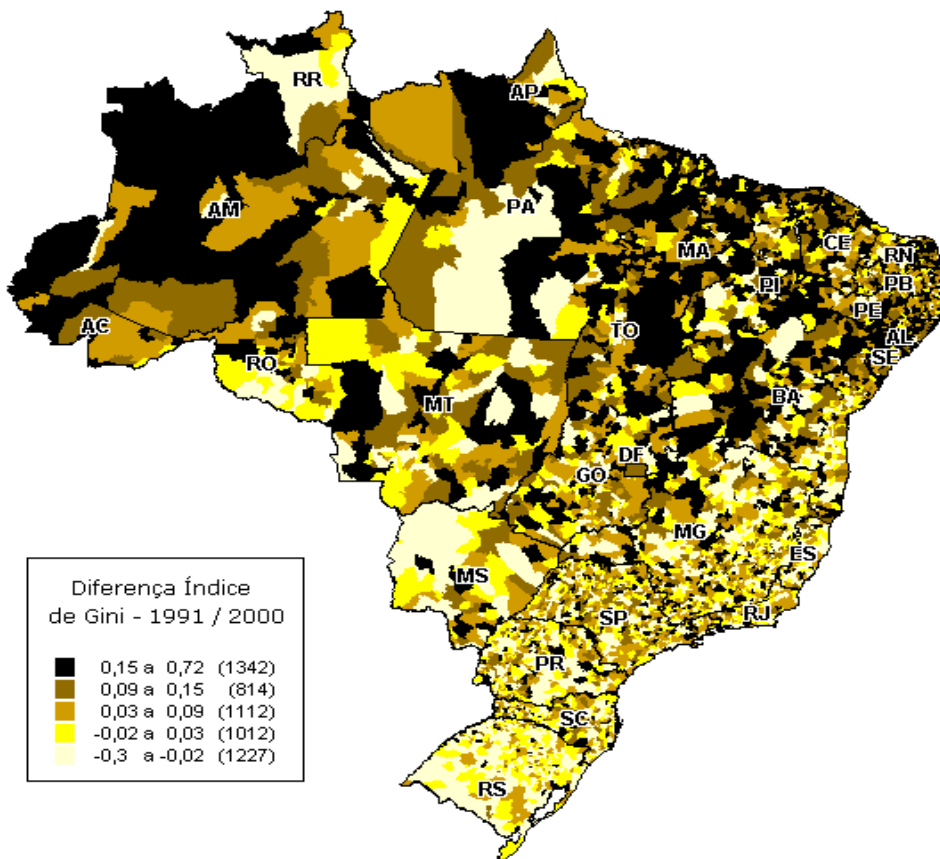 RR
AP
AM
PA
MA
CE
RN
PI
PB
PE
AC
TO
AL
RO
SE
MT
BA
DF
GO
MG
ES
MS
SP
RJ
PR
SC
RS
Diferença Índice
de Gini - 1991 / 2000
0,15 a 0,72 (1342)
0,09 a 0,15 (814)
0,03 a 0,09 (1112)
-0,02 a 0,03 (1012)
-0,3 a -0,02 (1227)